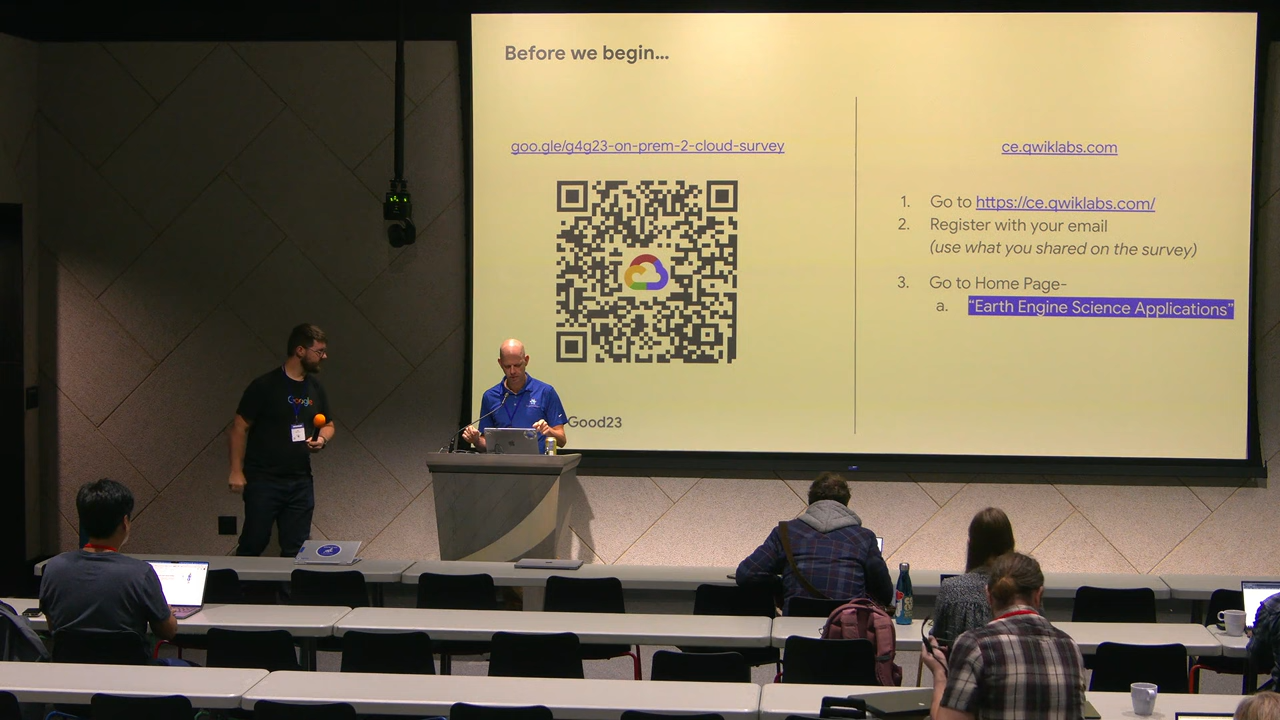 Before we begin...
goo.gle/g4g23-on-prem-2-cloud-survey
ce.qwiklabs.com
1. Go to https://ce.qwiklabs.com/
2. Register with your email
(use what you shared on the survey)
3. Go to Home Page-
a. “Earth Engine Science Applications”
Good23
Google